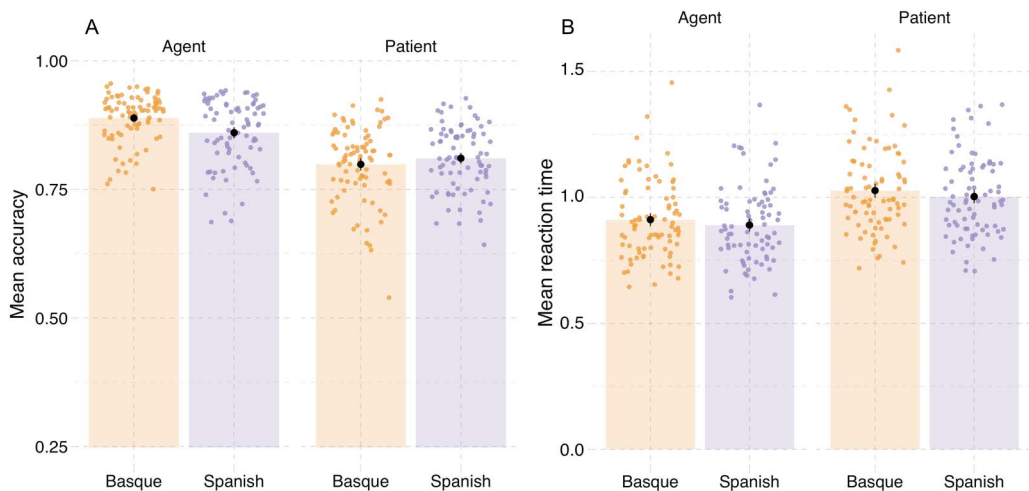 A
Agent
Patient
Mean accuracy
1.00
0.75
0.50
0.25
Basque
Spanish
Basque
Spanish
B
Agent
Patient
Mean reaction time
1.5
1.0
0.5
0.0
Basque
Spanish
Basque
Spanish